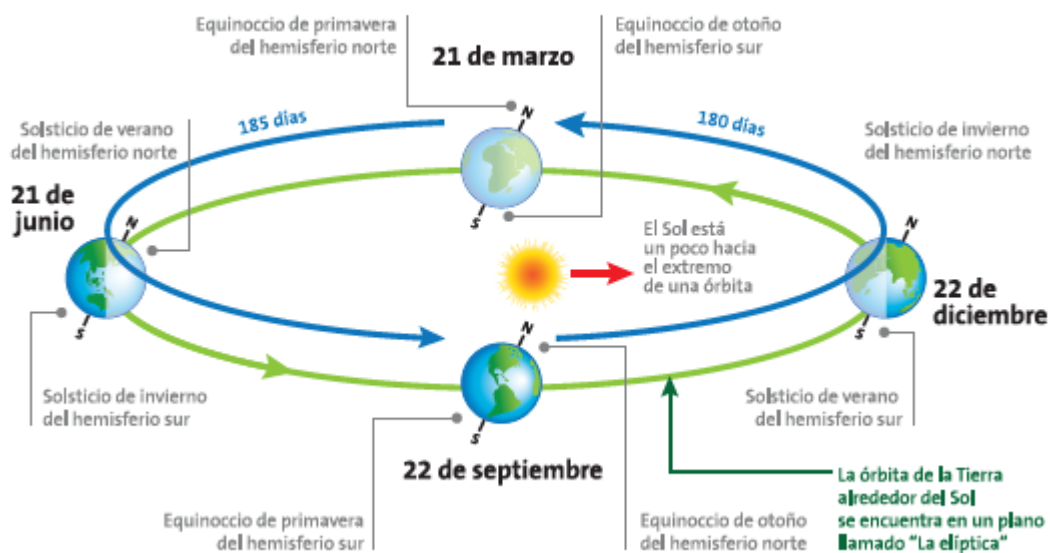 Equinoccio de primavera
del hemisferio norte
21 de marzo
Equinoccio de otoño
del hemisferio sur
185 días
180 días
Solsticio de verano
del hemisferio norte
21 de
junio
Solsticio de invierno
del hemisferio norte
22 de
diciembre
N
S
N
S
N
S
N
S
El Sol está
un poco hacia
el extremo
de una órbita
Solsticio de invierno
del hemisferio sur
Solsticio de verano
del hemisferio sur
22 de septiembre
Equinoccio de primavera
del hemisferio sur
Equinoccio de otoño
del hemisferio norte
La órbita de la Tierra
alrededor del Sol
se encuentra en un plano
llamado "La elíptica"